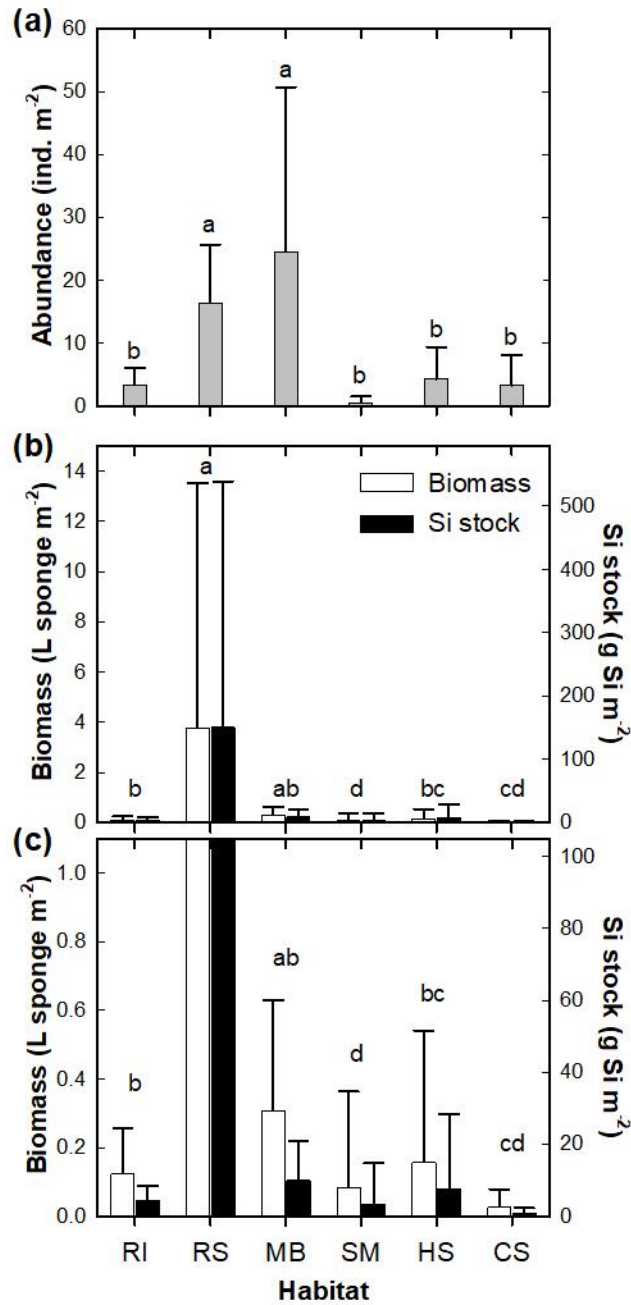 (a)
60
50
40
30
20
10
0
Abundance (ind. m⁻²)
b
a
a
b
b
b
(b)
14
12
10
8
6
4
2
0
Biomass (L sponge m⁻²)
Biomass
Si stock
500
400
300
200
100
0
Si stock (g Si m⁻²)
b
a
ab
d
bc
cd
(c)
1.0
0.8
0.6
0.4
0.2
0.0
Biomass (L sponge m⁻²)
100
80
60
40
20
0
Si stock (g Si m⁻²)
b
ab
d
bc
cd
RI RS MB SM HS CS
Habitat